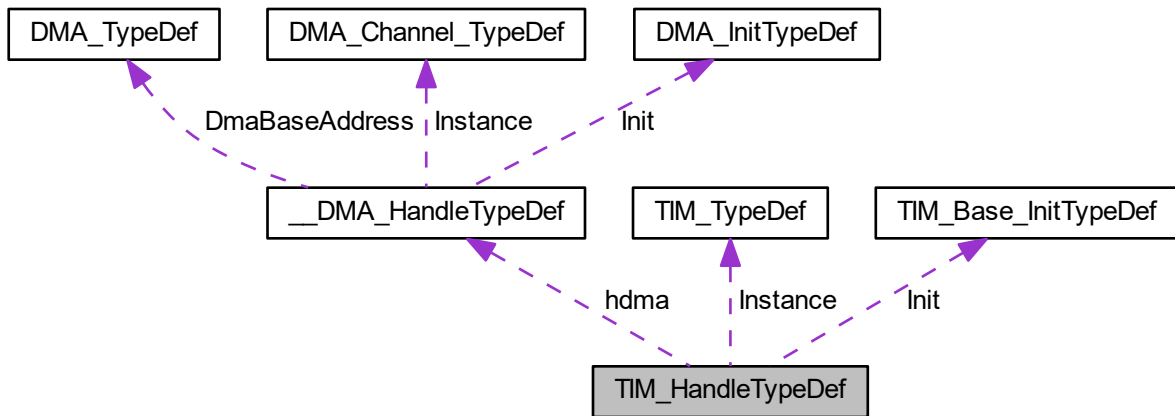 DMA_TypeDef
DMA_Channel_TypeDef
DMA_InitTypeDef
DmaBaseAddress
Instance
Init
__DMA_HandleTypeDef
TIM_TypeDef
TIM_Base_InitTypeDef
hdma
Instance
Init
TIM_HandleTypeDef